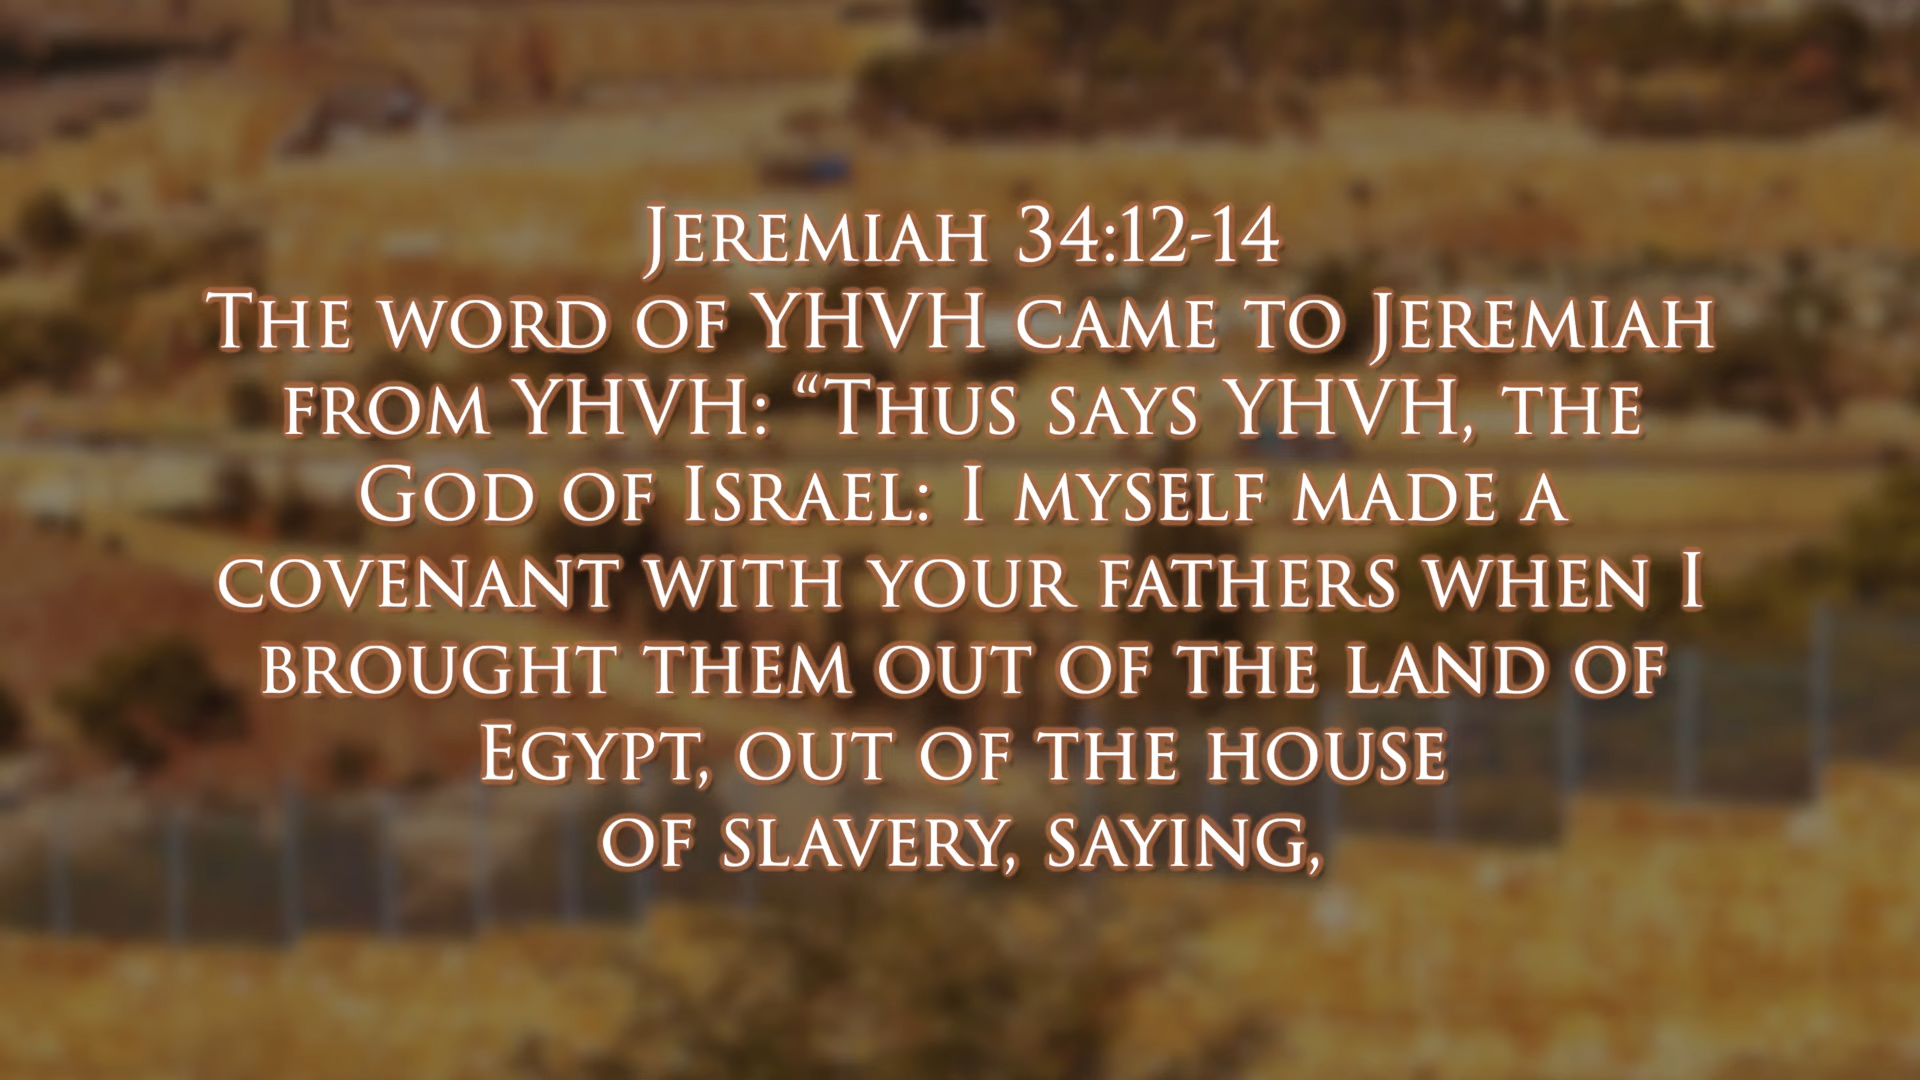 Jeremiah 34:12-14
The word of YHVH came to Jeremiah
from YHVH: “Thus says YHVH, the
God of Israel: I myself made a
covenant with your fathers when I
brought them out of the land of
Egypt, out of the house
of slavery, saying,